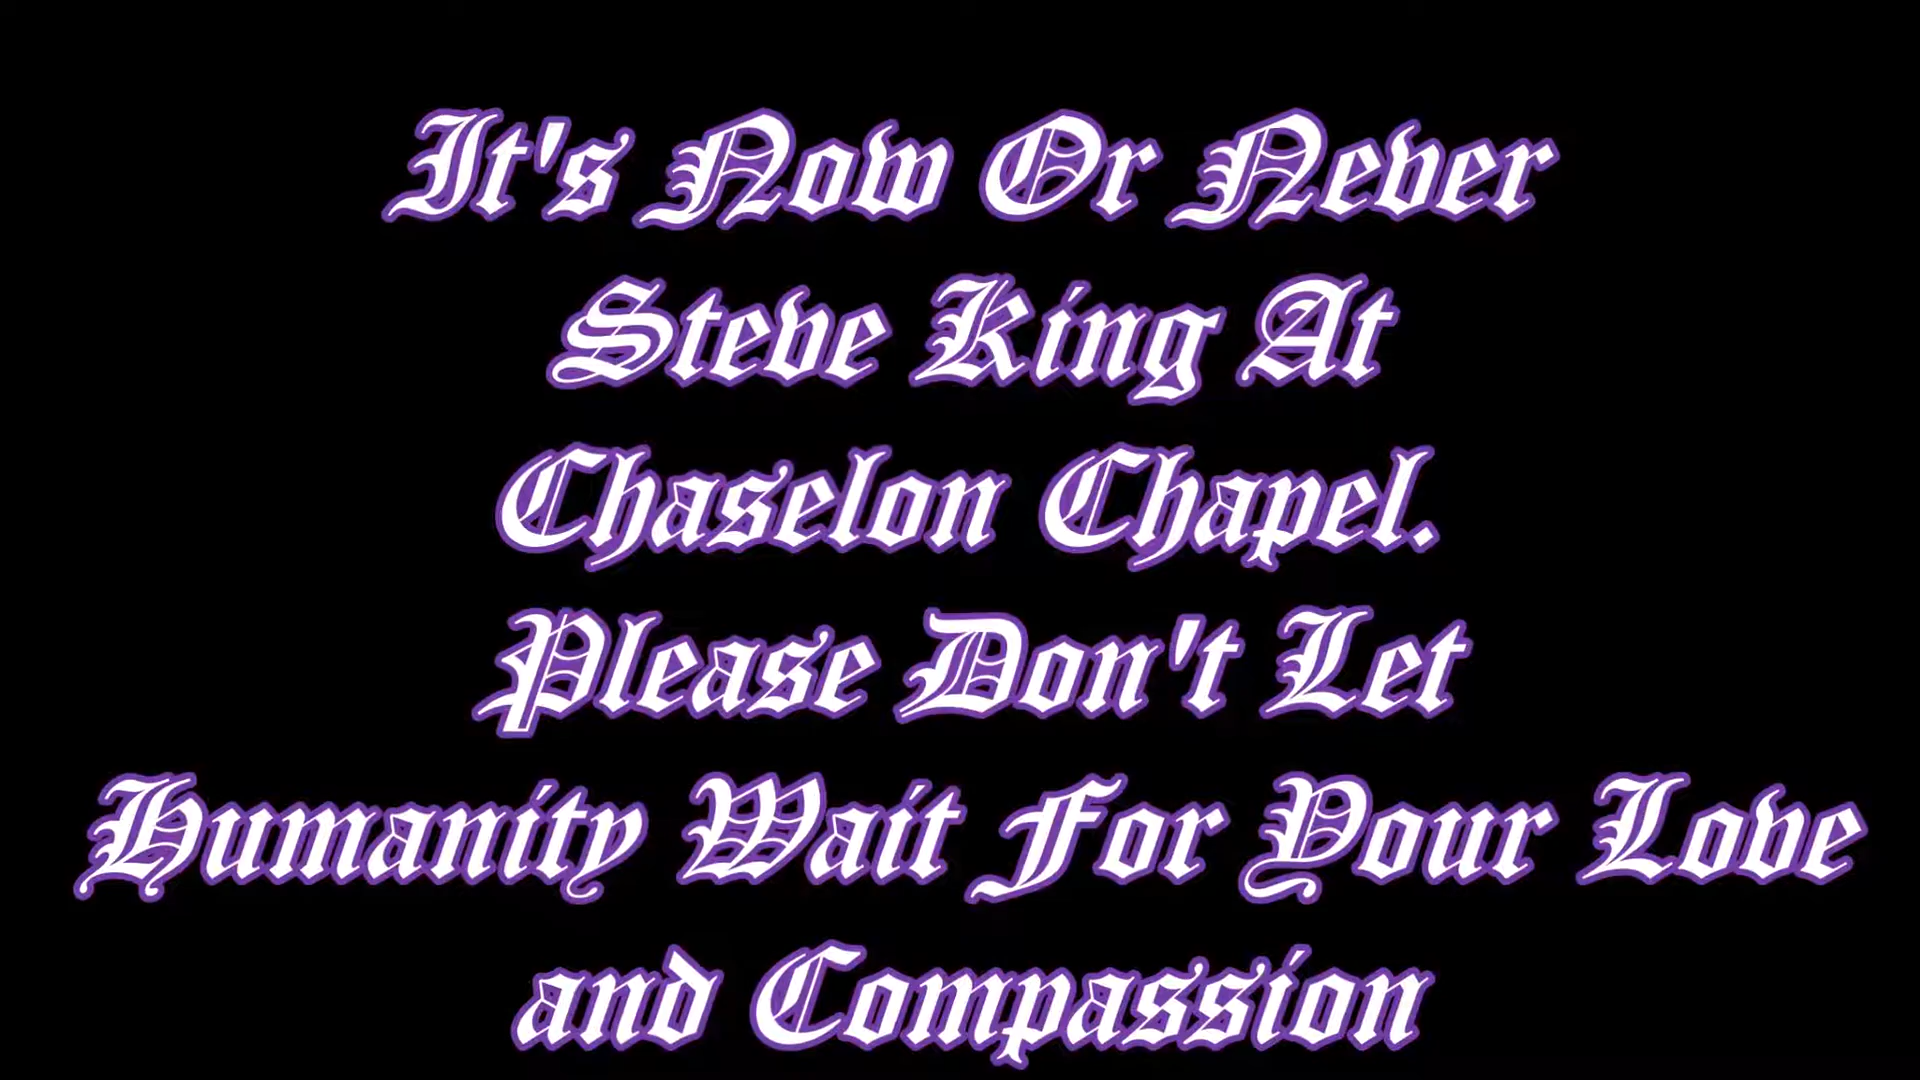 It's Now Or Never
Steve King At
Chaselon Chapel.
Please Don't Let
Humanity Wait For Your Love
and Compassion